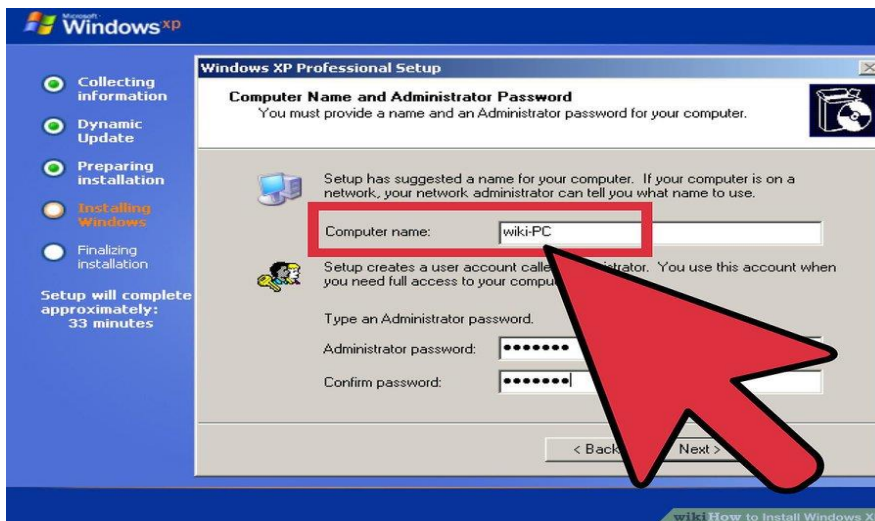 Microsoft
Windows xp
Collecting
information
Dynamic
Update
Preparing
installation
Installing
Windows
Finalizing
installation
Setup will complete
approximately:
33 minutes
Windows XP Professional Setup
Computer Name and Administrator Password
You must provide a name and an Administrator password for your computer.
Setup has suggested a name for your computer. If your computer is on a
network, your network administrator can tell you what name to use.
Computer name:
wiki-PC
Setup creates a user account called Administrator. You use this account when
you need full access to your
Type an Administrator password.
Administrator password:
•••••••
Confirm password:
•••••••
< Back
Next >
wikiHow to Install Windows XP